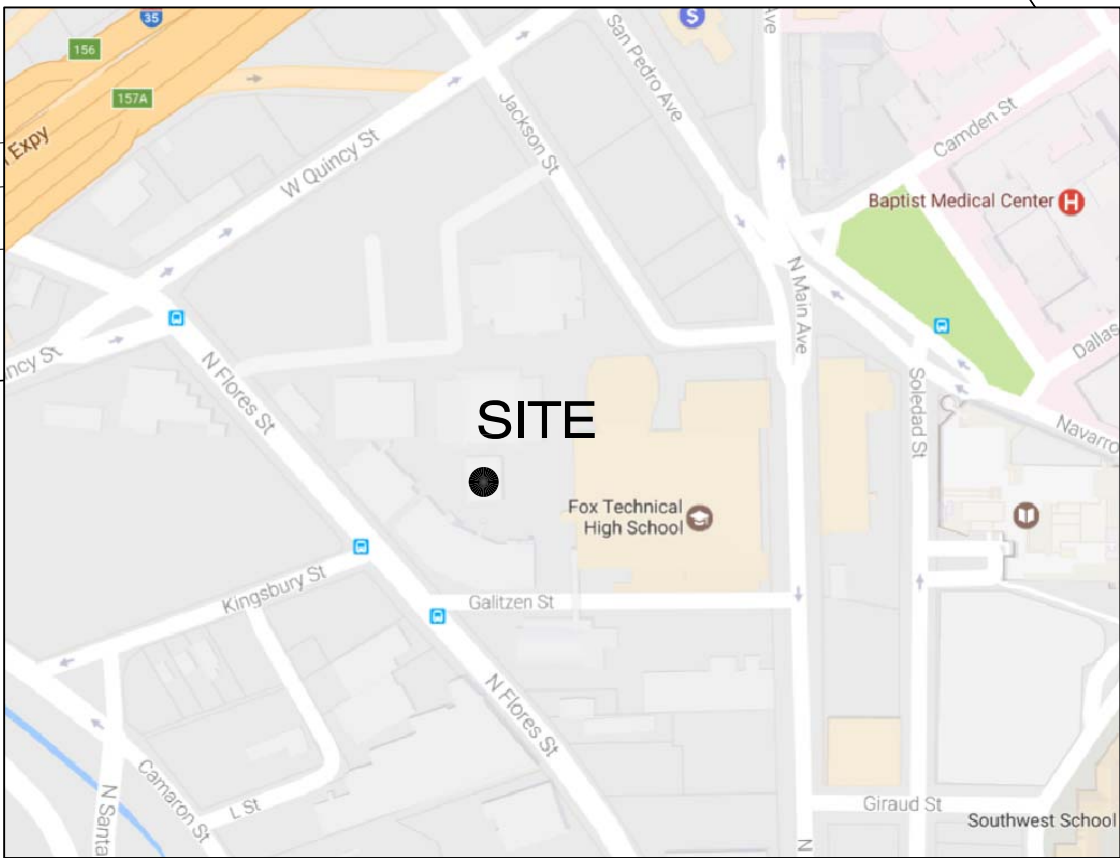 35
156
157A
Expy
W Quincy St
Jackson St
San Pedro Ave
Ave
S
Camden St
Baptist Medical Center H
N Main Ave
Dallas
ncy St
N Flores St
Soledad St
Navarro
SITE
Fox Technical
High School
Kingsbury St
Galitzen St
N Flores St
Camaron St
L St
N Santa
Giraud St
Southwest School
N